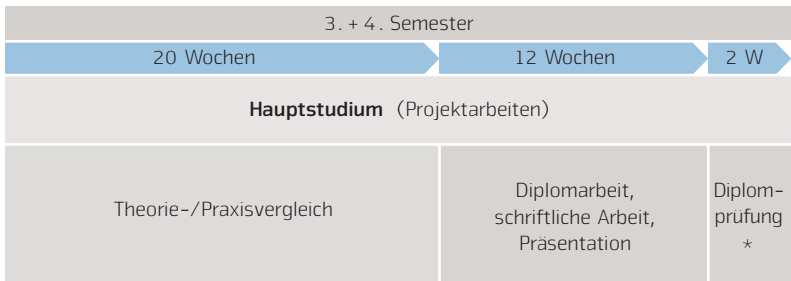 3. + 4. Semester
20 Wochen
12 Wochen
2 W
Hauptstudium (Projektarbeiten)
Theorie-/Praxisvergleich
Diplomarbeit,
schriftliche Arbeit,
Präsentation
Diplom-
prüfung
*